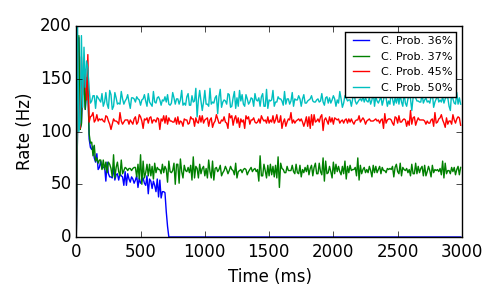 200
150
100
50
0
Rate (Hz)
C. Prob. 36%
C. Prob. 37%
C. Prob. 45%
C. Prob. 50%
0 500 1000 1500 2000 2500 3000
Time (ms)